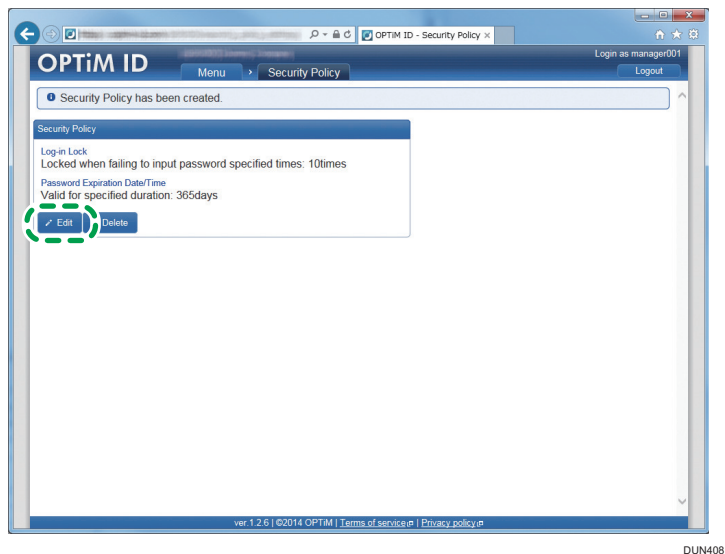 OPTiM ID - Security Policy ×
Login as manager001
OPTiM ID
Menu › Security Policy
Logout
Security Policy has been created.
Security Policy
Log-in Lock
Locked when failing to input password specified times: 10times
Password Expiration Date/Time
Valid for specified duration: 365days
Edit
Delete
ver.1.2.6 | ©2014 OPTiM | Terms of service | Privacy policy
DUN408